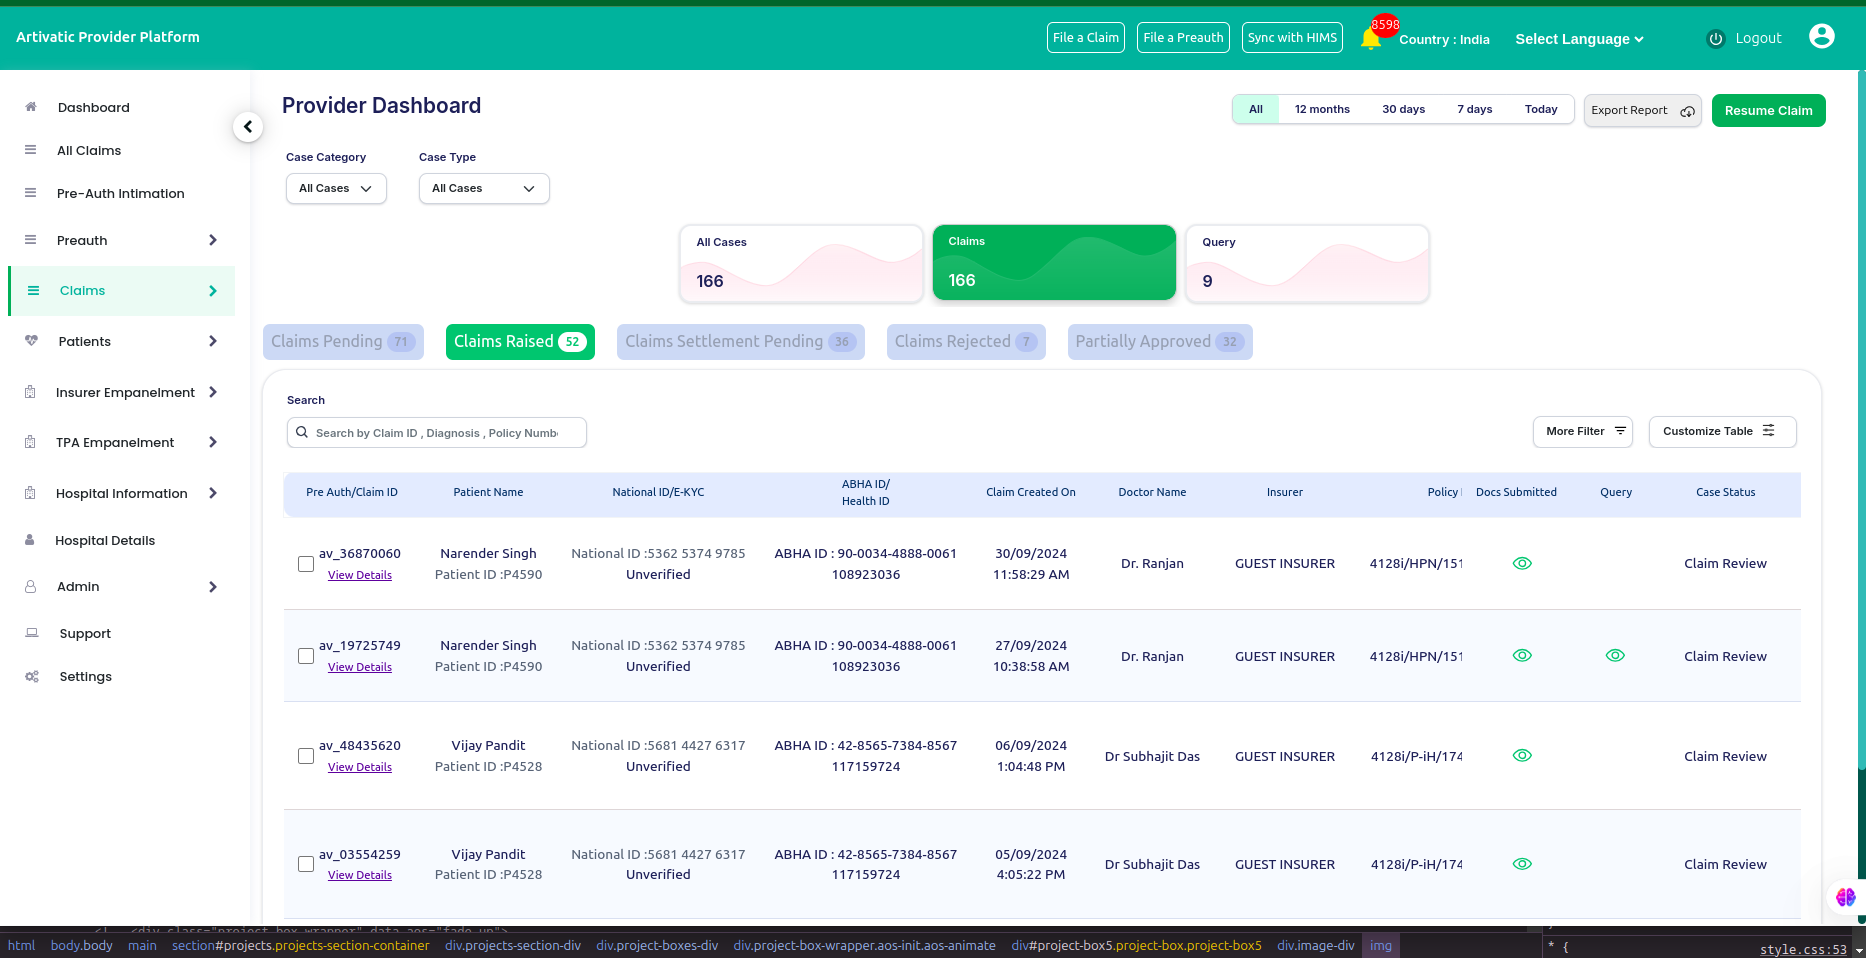 Artivatic Provider Platform
File a Claim
File a Preauth
Sync with HIMS
8598
Country : India
Select Language
Logout
Dashboard
All Claims
Pre-Auth Intimation
Preauth
Claims
Patients
Insurer Empanelment
TPA Empanelment
Hospital Information
Hospital Details
Admin
Support
Settings
Provider Dashboard
All 12 months 30 days 7 days Today
Export Report
Resume Claim
Case Category Case Type
All Cases All Cases
All Cases
166
Claims
166
Query
9
Claims Pending 71
Claims Raised 52
Claims Settlement Pending 36
Claims Rejected 7
Partially Approved 32
Search
Search by Claim ID , Diagnosis , Policy Numb
More Filter
Customize Table
Pre Auth/Claim ID Patient Name National ID/E-KYC ABHA ID/ Health ID Claim Created On Doctor Name Insurer Policy Docs Submitted Query Case Status
av_36870060 Narender Singh National ID :5362 5374 9785 ABHA ID : 90-0034-4888-0061 30/09/2024 Dr. Ranjan GUEST INSURER 4128i/HPN/151 Claim Review
View Details Patient ID :P4590 Unverified 108923036 11:58:29 AM
av_19725749 Narender Singh National ID :5362 5374 9785 ABHA ID : 90-0034-4888-0061 27/09/2024 Dr. Ranjan GUEST INSURER 4128i/HPN/151 Claim Review
View Details Patient ID :P4590 Unverified 108923036 10:38:58 AM
av_48435620 Vijay Pandit National ID :5681 4427 6317 ABHA ID : 42-8565-7384-8567 06/09/2024 Dr Subhajit Das GUEST INSURER 4128i/P-iH/174 Claim Review
View Details Patient ID :P4528 Unverified 117159724 1:04:48 PM
av_03554259 Vijay Pandit National ID :5681 4427 6317 ABHA ID : 42-8565-7384-8567 05/09/2024 Dr Subhajit Das GUEST INSURER 4128i/P-iH/174 Claim Review
View Details Patient ID :P4528 Unverified 117159724 4:05:22 PM
html body.body main section#projects.projects-section-container div.projects-section-div div.project-boxes-div div.project-box-wrapper.aos-init.aos-animate div#project-box5.project-box.project-box5 div.image-div img
* {
style.css:53